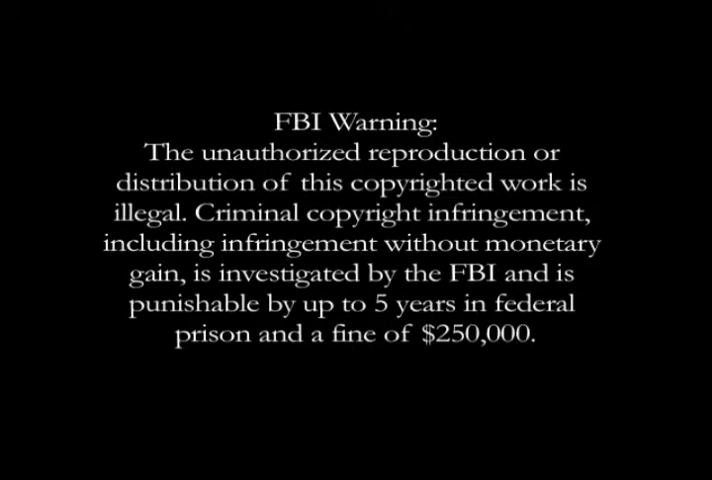 FBI Warning:
The unauthorized reproduction or
distribution of this copyrighted work is
illegal. Criminal copyright infringement,
including infringement without monetary
gain, is investigated by the FBI and is
punishable by up to 5 years in federal
prison and a fine of $250,000.